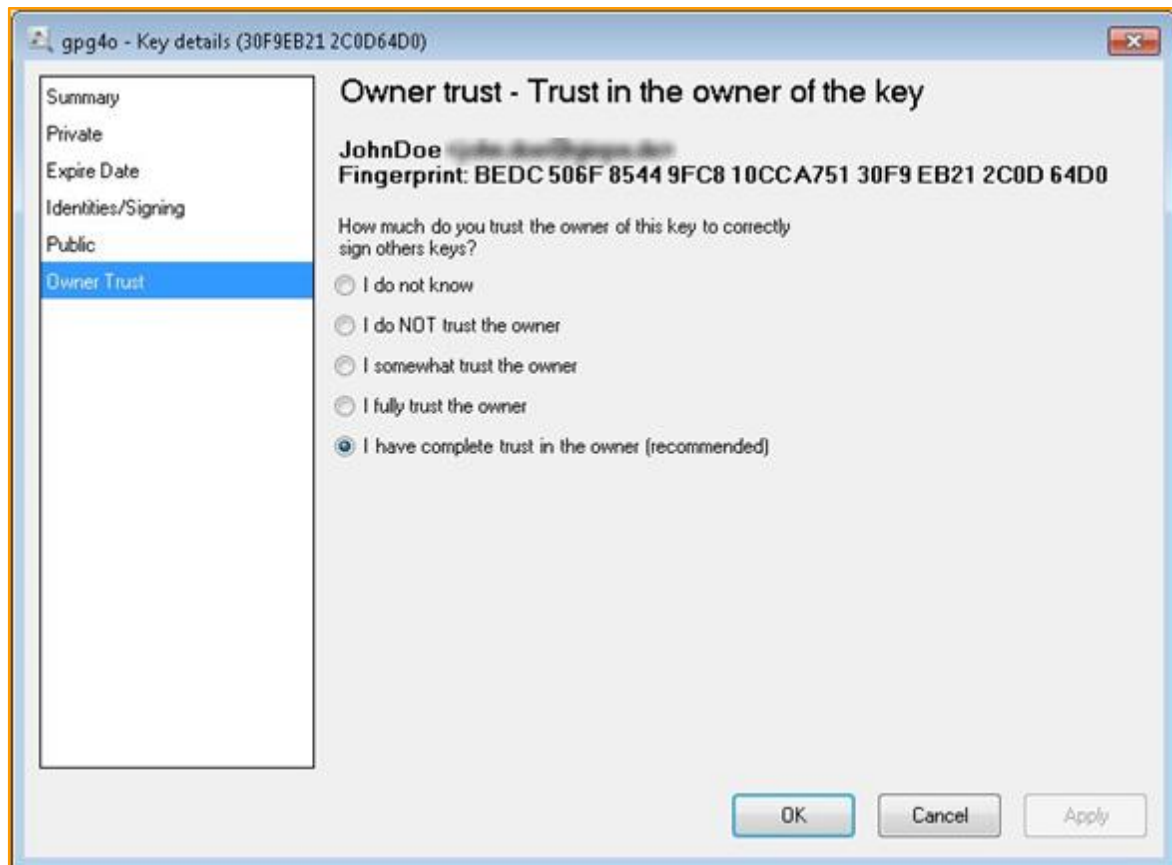 gpg4o - Key details (30F9EB21 2C0D64D0)
Summary
Private
Expire Date
Identities/Signing
Public
Owner Trust
Owner trust - Trust in the owner of the key
JohnDoe
Fingerprint: BEDC 506F 8544 9FC8 10CC A751 30F9 EB21 2C0D 64D0
How much do you trust the owner of this key to correctly
sign others keys?
I do not know
I do NOT trust the owner
I somewhat trust the owner
I fully trust the owner
I have complete trust in the owner (recommended)
OK
Cancel
Apply